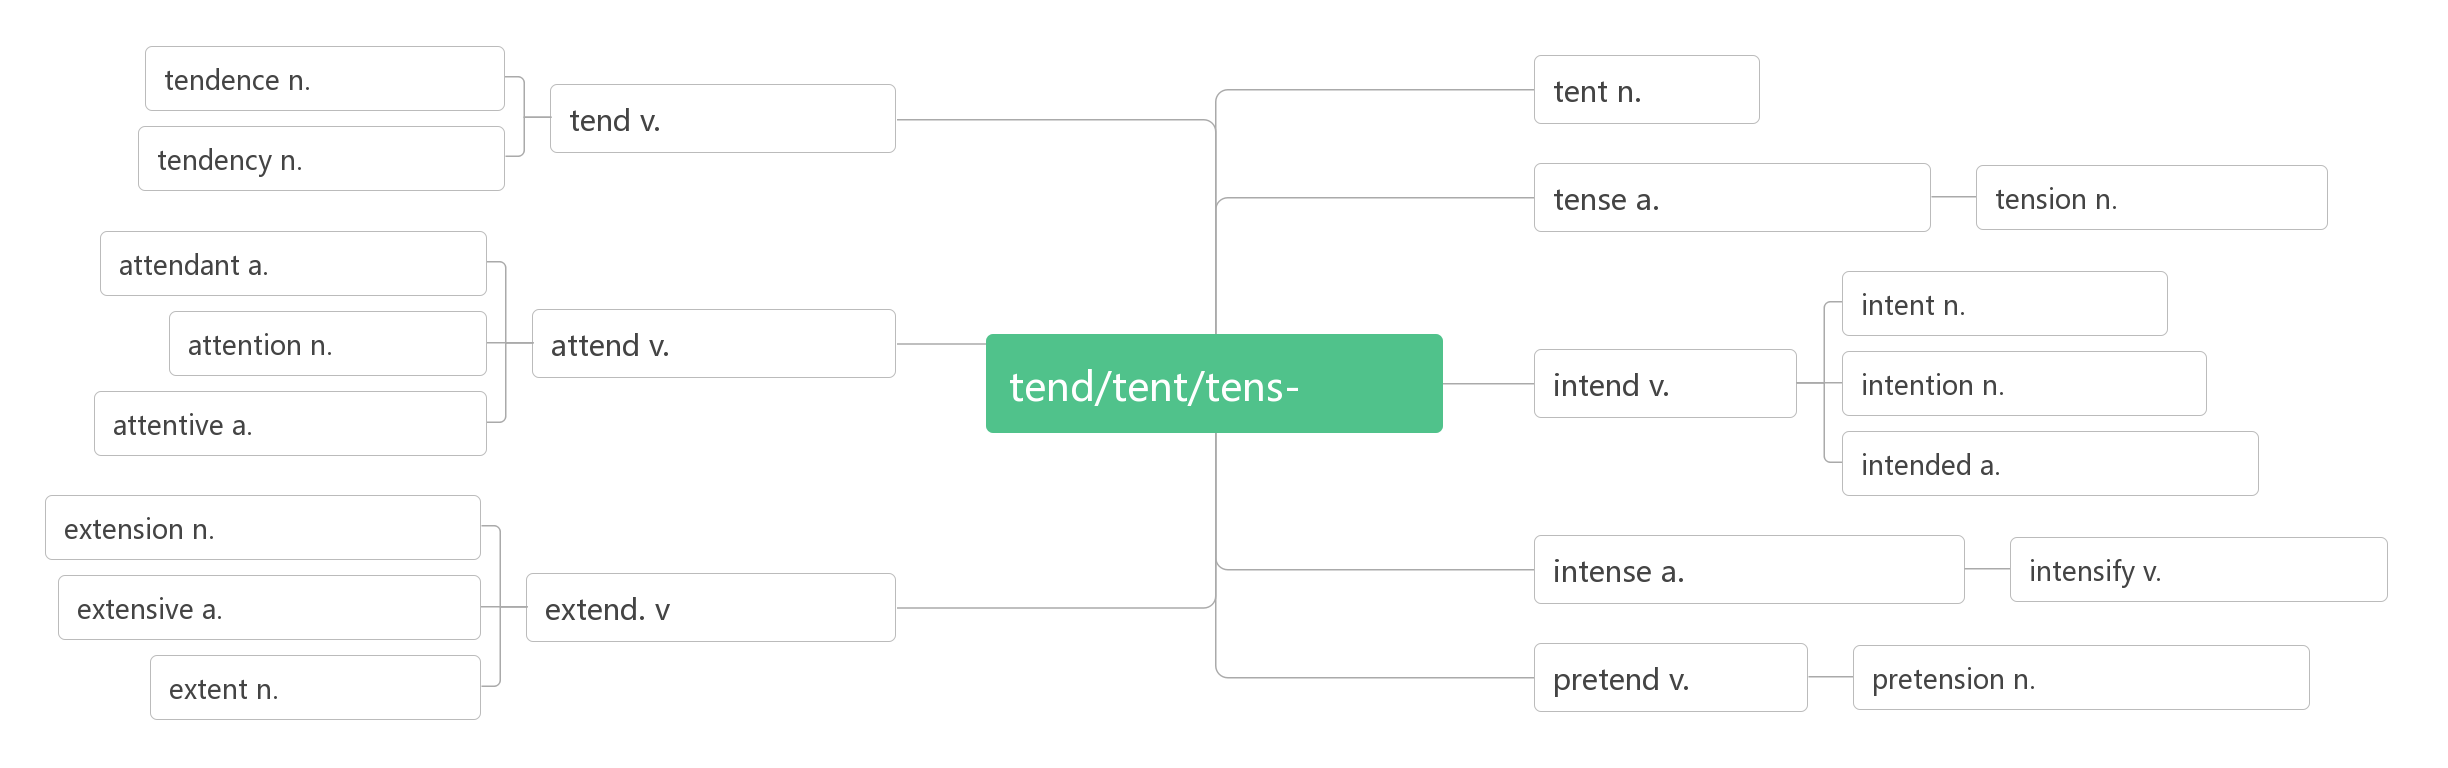 tend/tent/tens-
tend v.
tendence n.
tendency n.
attend v.
attendant a.
attention n.
attentive a.
extend. v
extension n.
extensive a.
extent n.
tent n.
tense a.
tension n.
intend v.
intent n.
intention n.
intended a.
intense a.
intensify v.
pretend v.
pretension n.